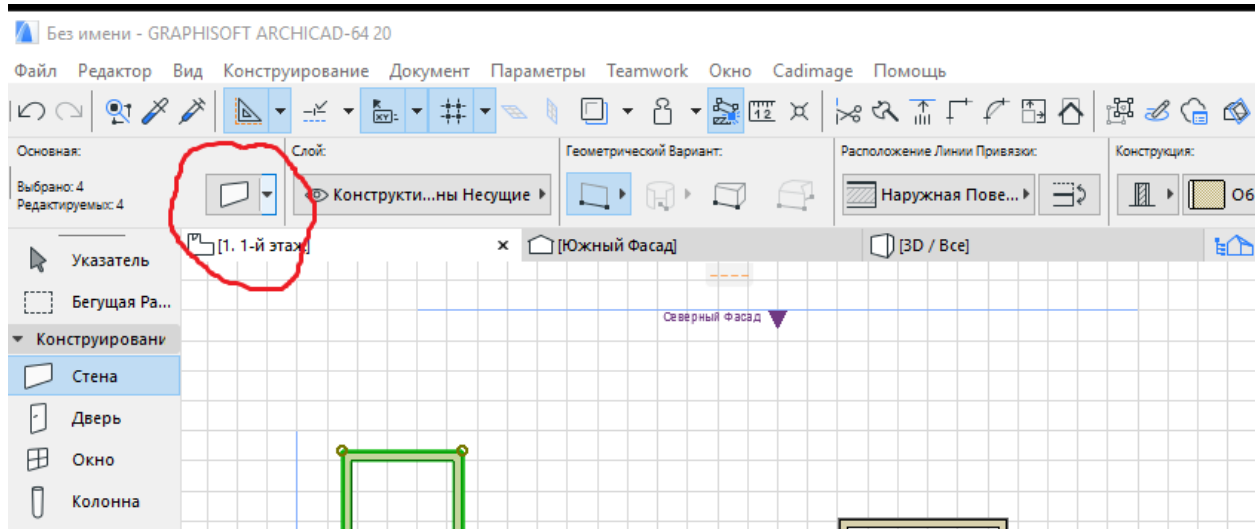 Без имени - GRAPHISOFT ARCHICAD-64 20
Файл Редактор Вид Конструирование Документ Параметры Teamwork Окно Cadimage Помощь
Основная: Слой: Геометрический Вариант: Расположение Линии Привязки: Конструкция:
Выбрано: 4
Редактируемых: 4
Конструкти...ны Несущие Наружная Пове... Об
[1. 1-й этаж] [Южный Фасад] [3D / Все]
Указатель
Бегущая Ра...
Северный Фасад
Конструировани
Стена
Дверь
Окно
Колонна